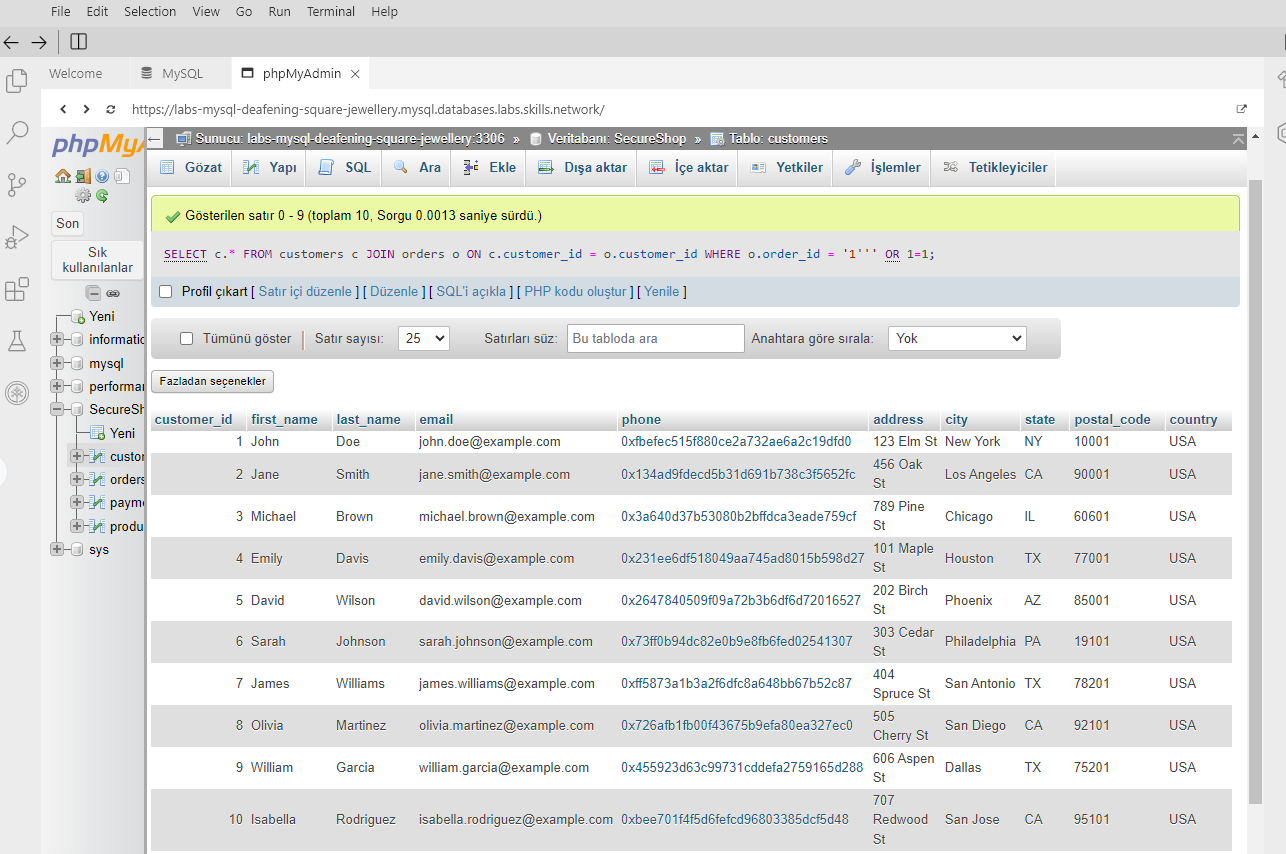 File Edit Selection View Go Run Terminal Help
Welcome MySQL phpMyAdmin
https://labs-mysql-deafening-square-jewellery.mysql.databases.labs.skills.network/
phpMyA
Son
Sık
kullanılanlar
Yeni
informatic
mysql
performar
SecureSh
Yeni
custor
orders
payme
produ
sys
Sunucu: labs-mysql-deafening-square-jewellery:3306 » Veritabanı: SecureShop » Tablo: customers
Gözat Yapı SQL Ara Ekle Dışa aktar İçe aktar Yetkiler İşlemler Tetikleyiciler
Gösterilen satır 0 - 9 (toplam 10, Sorgu 0.0013 saniye sürdü.)
SELECT c.* FROM customers c JOIN orders o ON c.customer_id = o.customer_id WHERE o.order_id = '1''' OR 1=1;
Profil çıkart [ Satır içi düzenle ] [ Düzenle ] [ SQL'i açıkla ] [ PHP kodu oluştur ] [ Yenile ]
Tümünü göster Satır sayısı: 25 Satırları süz: Bu tabloda ara Anahtara göre sırala: Yok
Fazladan seçenekler
customer_id first_name last_name email phone address city state postal_code country
1 John Doe john.doe@example.com 0xfbefec515f880ce2a732ae6a2c19dfd0 123 Elm St New York NY 10001 USA
2 Jane Smith jane.smith@example.com 0x134ad9fdecd5b31d691b738c3f5652fc 456 Oak St Los Angeles CA 90001 USA
3 Michael Brown michael.brown@example.com 0x3a640d37b53080b2bffdca3eade759cf 789 Pine St Chicago IL 60601 USA
4 Emily Davis emily.davis@example.com 0x231ee6df518049aa745ad8015b598d27 101 Maple St Houston TX 77001 USA
5 David Wilson david.wilson@example.com 0x2647840509f09a72b3b6df6d72016527 202 Birch St Phoenix AZ 85001 USA
6 Sarah Johnson sarah.johnson@example.com 0x73ff0b94dc82e0b9e8fb6fed02541307 303 Cedar St Philadelphia PA 19101 USA
7 James Williams james.williams@example.com 0xff5873a1b3a2f6dfc8a648bb67b52c87 404 Spruce St San Antonio TX 78201 USA
8 Olivia Martinez olivia.martinez@example.com 0x726afb1fb00f43675b9efa80ea327ec0 505 Cherry St San Diego CA 92101 USA
9 William Garcia william.garcia@example.com 0x455923d63c99731cddefa2759165d288 606 Aspen St Dallas TX 75201 USA
10 Isabella Rodriguez isabella.rodriguez@example.com 0xbee701f4f5d6fefcd96803385dcf5d48 707 Redwood St San Jose CA 95101 USA